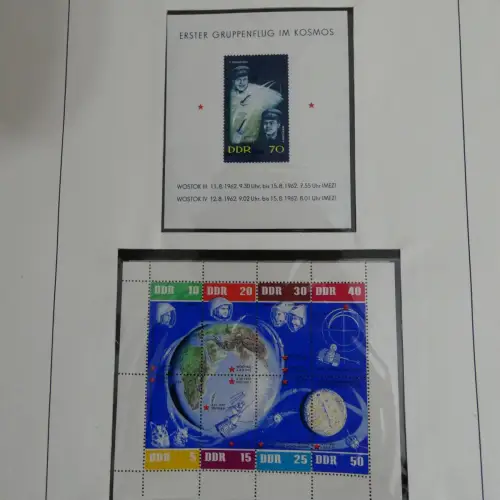 ERSTER GRUPPENFLUG IM KOSMOS
DDR 70
WOSTOK III 11.8.1962, 9.30 Uhr, bis 15.8.1962, 7.55 Uhr (MEZ)
WOSTOK IV 12.8.1962, 9.02 Uhr, bis 15.8.1962, 8.01 Uhr (MEZ)
DDR 10 DDR 20 DDR 30 DDR 40
DDR 5 DDR 15 DDR 25 DDR 50